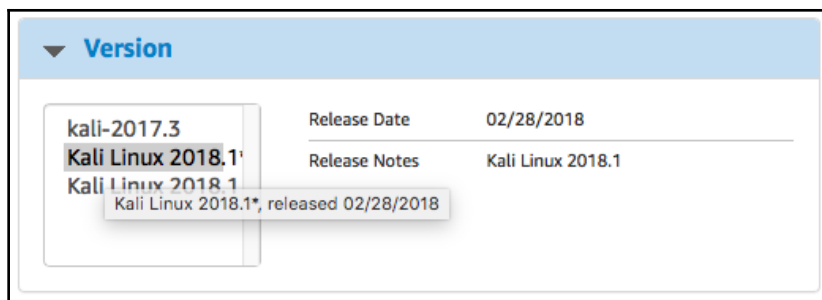 Version
kali-2017.3
Kali Linux 2018.1*
Kali Linux 2018.1
Kali Linux 2018.1*, released 02/28/2018
Release Date 02/28/2018
Release Notes Kali Linux 2018.1